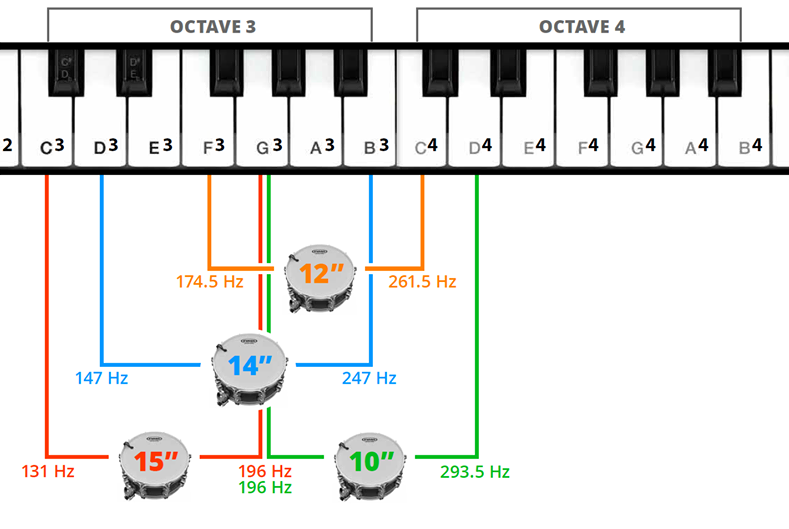 OCTAVE 3
OCTAVE 4
C# D# 
D E
2 C3 D3 E3 F3 G3 A3 B3 C4 D4 E4 F4 G4 A4 B4
12”
174.5 Hz 261.5 Hz
14”
147 Hz 247 Hz
15” 10”
131 Hz 196 Hz 293.5 Hz
196 Hz